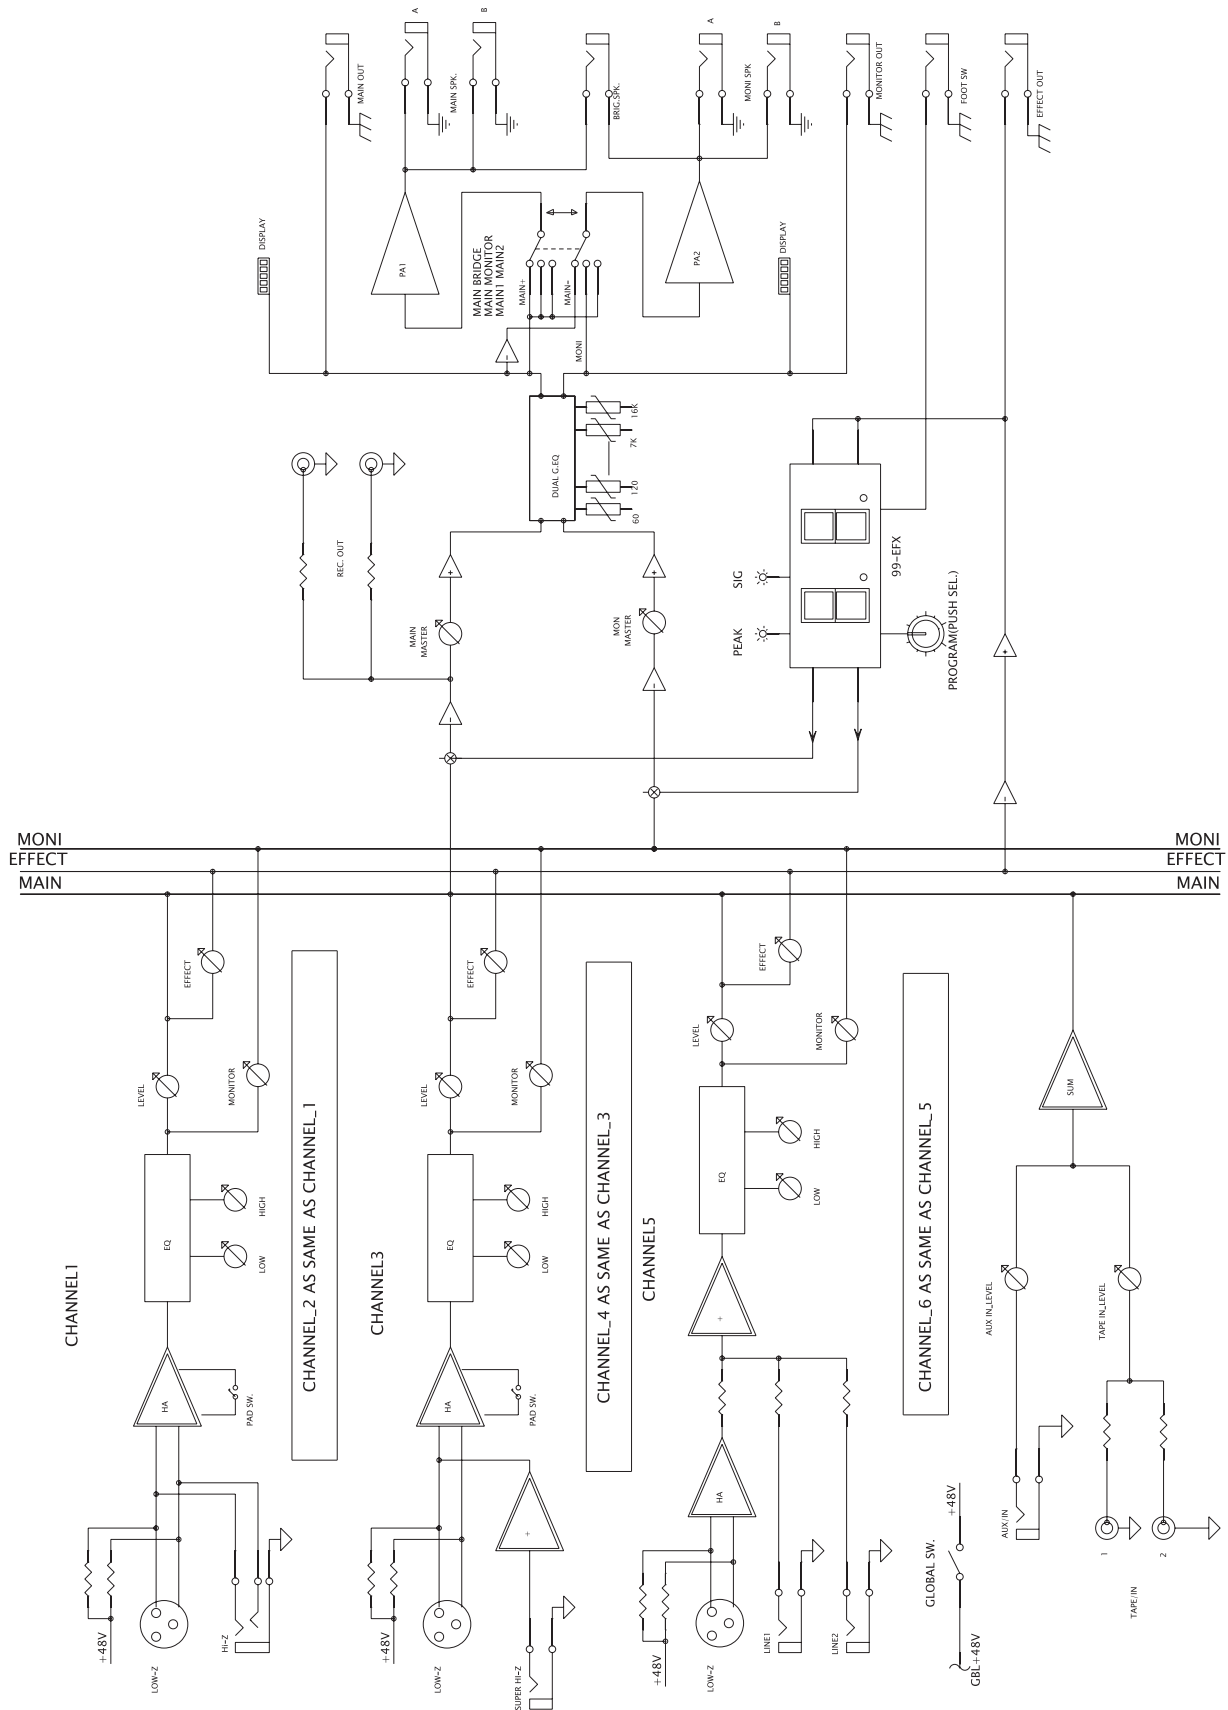 A
B
MAIN OUT
MAIN SPK.
BRIG.SPK.
A
B
MONI SPK
MONITOR OUT
FOOT SW
EFFECT OUT
DISPLAY
PA1
MAIN BRIDGE
MAIN MONITOR
MAIN1 MAIN2
MAIN+
MAIN-
MONI
PA2
DISPLAY
-
REC. OUT
DUAL G.EQ
16K
7K
120
60
+
+
MAIN
MASTER
MON
MASTER
-
-
SIG
PEAK
99-EFX
PROGRAM(PUSH SEL.)
+
-
MONI
EFFECT
MAIN
MONI
EFFECT
MAIN
CHANNEL1
LEVEL
EFFECT
MONITOR
EQ
HIGH
LOW
HA
PAD SW.
+48V
LOW-Z
HI-Z
CHANNEL_2 AS SAME AS CHANNEL_1
CHANNEL3
LEVEL
EFFECT
MONITOR
EQ
HIGH
LOW
HA
PAD SW.
+
+48V
LOW-Z
SUPER HI-Z
CHANNEL_4 AS SAME AS CHANNEL_3
CHANNEL5
LEVEL
EFFECT
MONITOR
EQ
HIGH
LOW
+
HA
+48V
LOW-Z
LINE1
LINE2
CHANNEL_6 AS SAME AS CHANNEL_5
GLOBAL SW.
+48V
GBL+48V
SUM
AUX IN_LEVEL
TAPE IN_LEVEL
AUX/IN
1
2
TAPE/IN